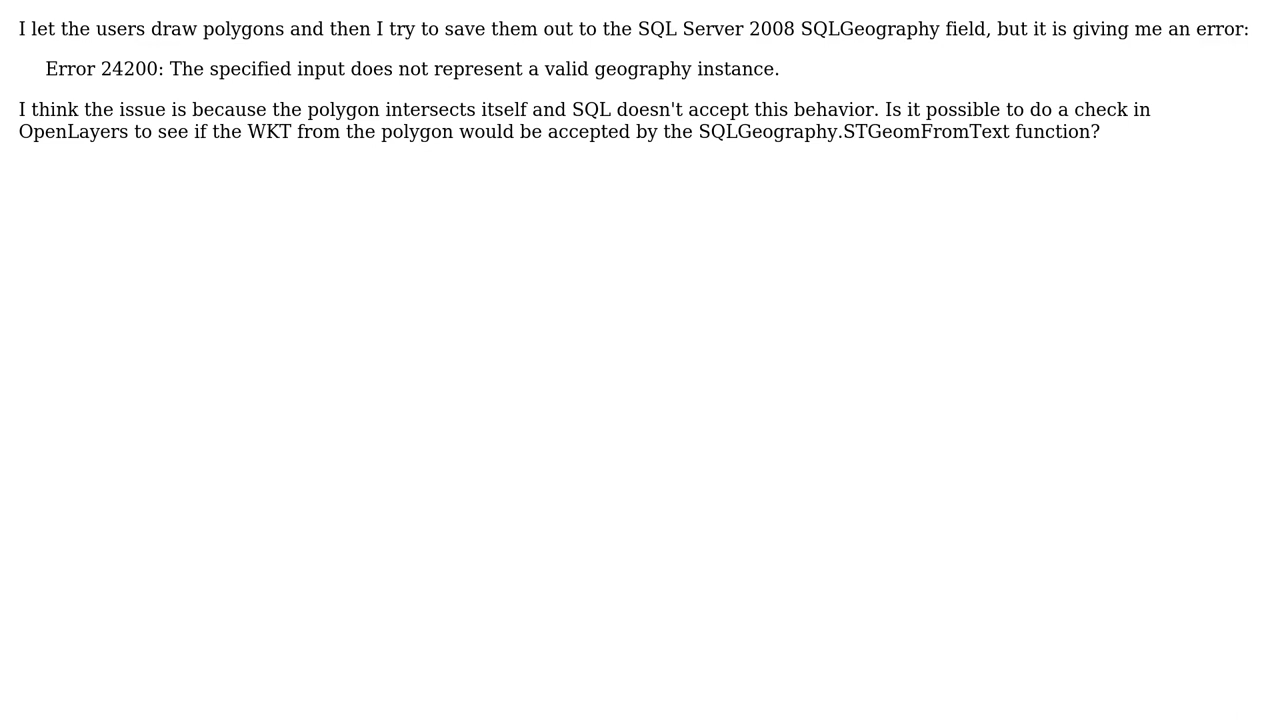 I let the users draw polygons and then I try to save them out to the SQL Server 2008 SQLGeography field, but it is giving me an error:
Error 24200: The specified input does not represent a valid geography instance.
I think the issue is because the polygon intersects itself and SQL doesn't accept this behavior. Is it possible to do a check in
OpenLayers to see if the WKT from the polygon would be accepted by the SQLGeography.STGeomFromText function?